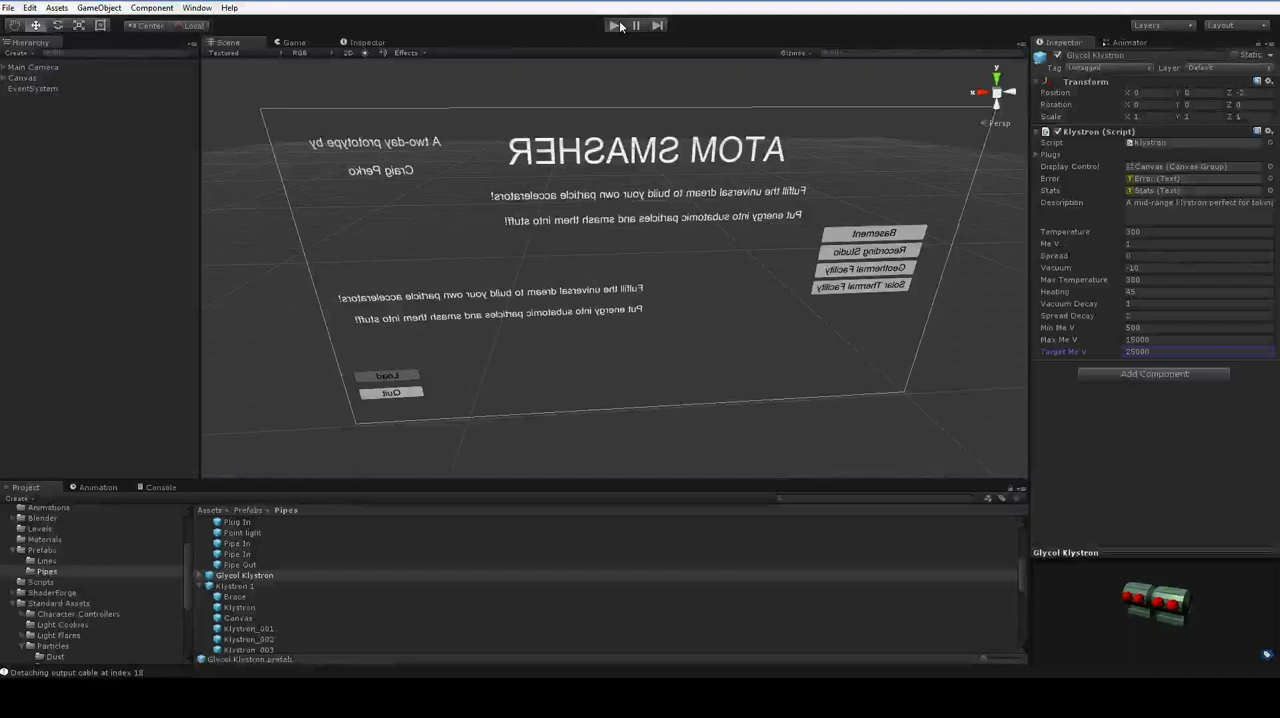 File Edit Assets GameObject Component Window Help
Center Local
Layers Layout
Hierarchy
Create
Main Camera
Canvas
EventSystem
Scene Game Inspector
Textured RGB 2D Effects Gizmos
y
x
Persp
ATOM SMASHER
A two-day prototype by
Craig Perko
Fulfill the universal dream to build your own particle accelerators!
Put energy into subatomic particles and smash them into stuff!
Basement
Recording Studio
Geothermal Facility
Solar Thermal Facility
Fulfill the universal dream to build your own particle accelerators!
Put energy into subatomic particles and smash them into stuff!
Load
Quit
Inspector Animator
Glycol Klystron Static
Tag Untagged Layer Default
Transform
Position X 0 Y 0 Z -2
Rotation X 0 Y 0 Z 0
Scale X 1 Y 1 Z 1
Klystron (Script)
Script klystron
Plugs
Display Control Canvas (Canvas Group)
Error Error (Text)
Stats Stats (Text)
Description A mid-range klystron perfect for taking
Temperature 300
Me V 1
Spread 0
Vacuum -10
Max Temperature 380
Heating 45
Vacuum Decay 1
Spread Decay
Min Me V 500
Max Me V 15000
Target Me V 25000
Add Component
Glycol Klystron
Project Animation Console
Create
Animations
Blender
Levels
Materials
Prefabs
Lines
Pipes
Scripts
ShaderForge
Standard Assets
Character Controllers
Light Cookies
Light Flares
Particles
Dust
Assets Prefabs Pipes
Plug In
Point light
Pipe In
Pipe In
Pipe Out
Glycol Klystron
Klystron 1
Brace
Klystron
Canvas
Klystron_001
Klystron_002
Klystron_003
Glycol Klystron.prefab
Detaching output cable at index 18